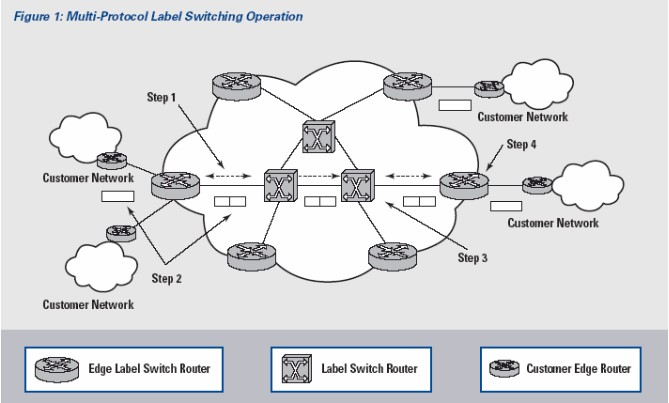 Figure 1: Multi-Protocol Label Switching Operation
Step 1
Customer Network
Step 4
Customer Network
Customer Network
Step 3
Step 2
Customer Network
Edge Label Switch Router
Label Switch Router
Customer Edge Router